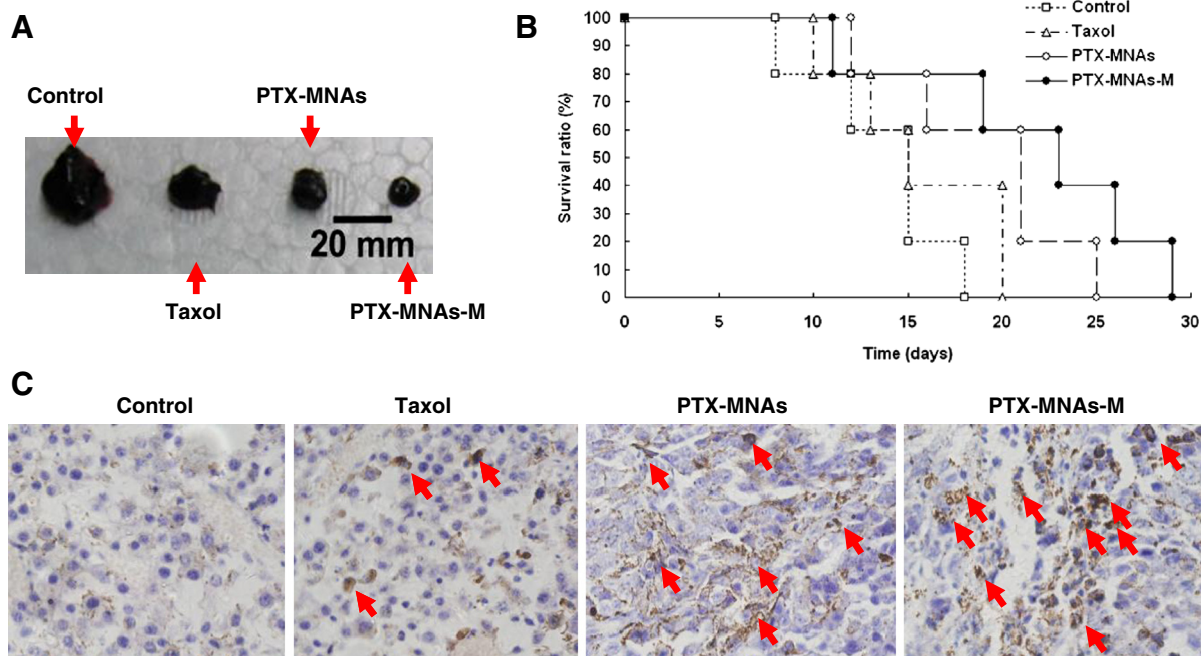 A
Control
PTX-MNAs
20 mm
Taxol
PTX-MNAs-M
B
Control
Taxol
PTX-MNAs
PTX-MNAs-M
Survival ratio (%)
100
90
80
70
60
50
40
30
20
10
0
0 5 10 15 20 25 30
Time (days)
C
Control Taxol PTX-MNAs PTX-MNAs-M